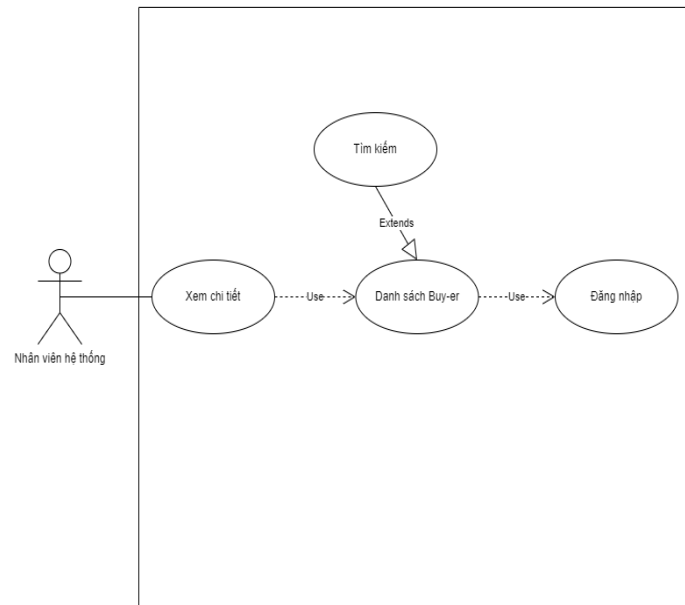 Tìm kiếm
Extends
Xem chi tiết
Use
Danh sách Buy-er
Use
Đăng nhập
Nhân viên hệ thống